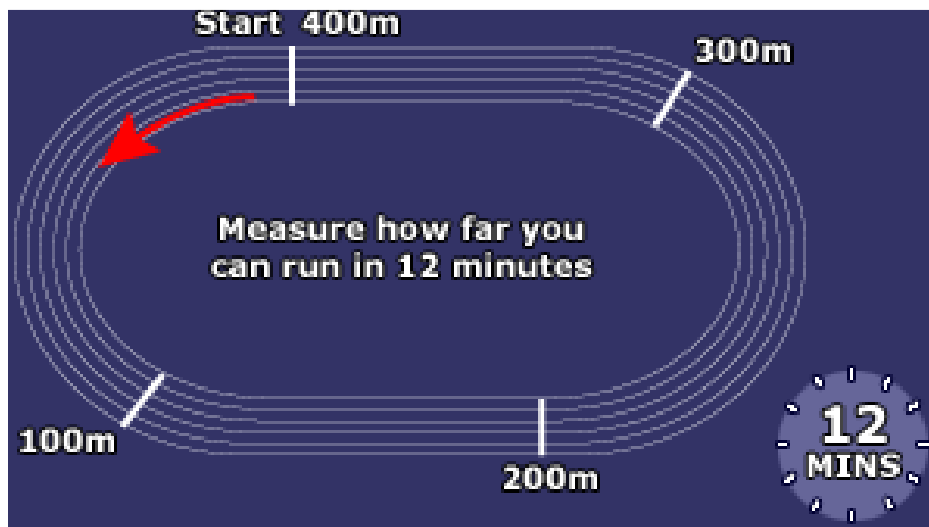 Start 400m
300m
Measure how far you
can run in 12 minutes
100m
200m
12
MINS